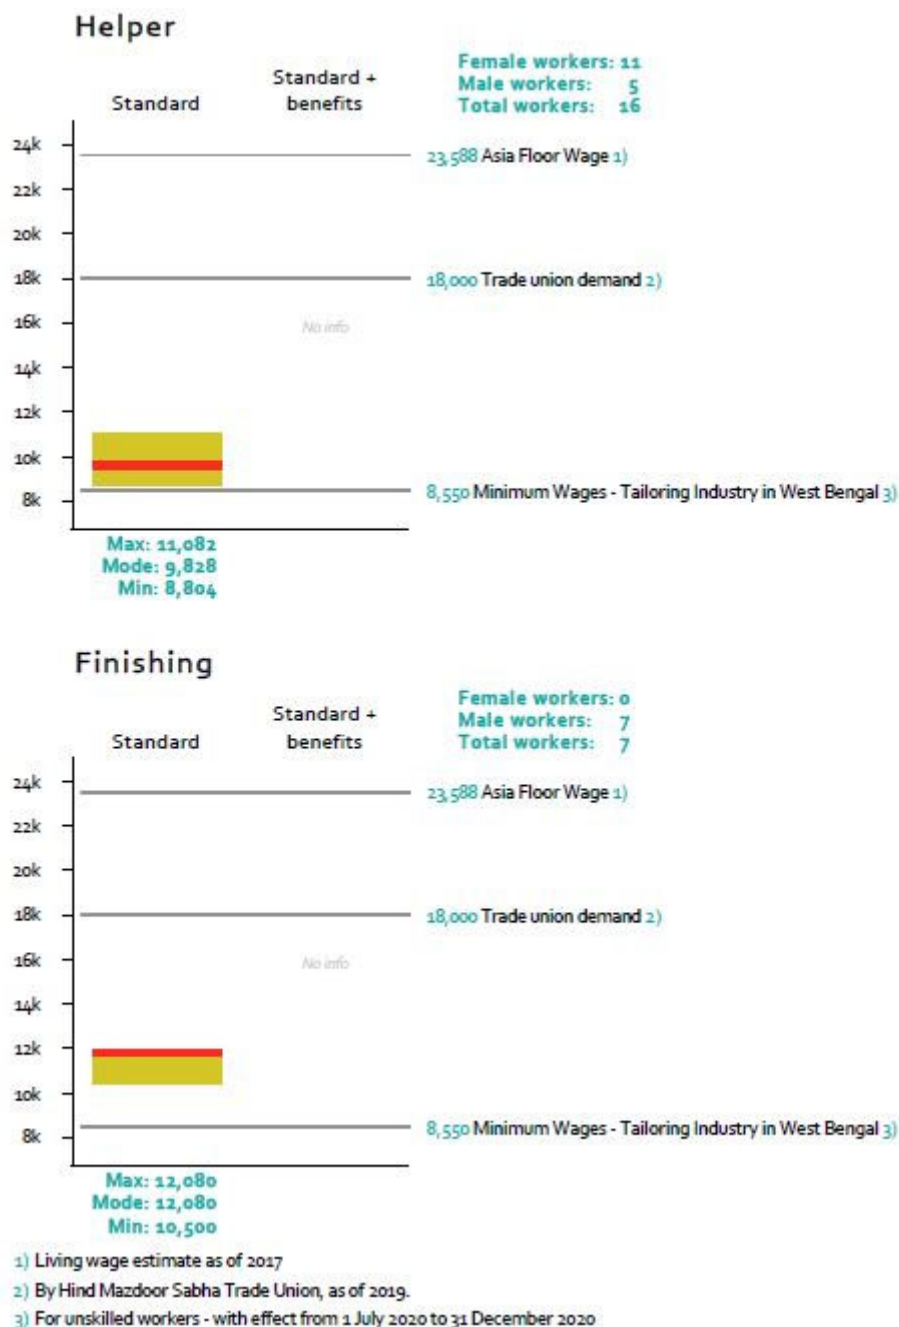 Helper
Female workers: 11
Male workers: 5
Total workers: 16
Standard
Standard +
benefits
24k
22k
20k
18k
16k
14k
12k
10k
8k
23,588 Asia Floor Wage 1)
18,000 Trade union demand 2)
No info
8,550 Minimum Wages - Tailoring Industry in West Bengal 3)
Max: 11,082
Mode: 9,828
Min: 8,804
Finishing
Female workers: 0
Male workers: 7
Total workers: 7
Standard
Standard +
benefits
24k
22k
20k
18k
16k
14k
12k
10k
8k
23,588 Asia Floor Wage 1)
18,000 Trade union demand 2)
No info
8,550 Minimum Wages - Tailoring Industry in West Bengal 3)
Max: 12,080
Mode: 12,080
Min: 10,500
1) Living wage estimate as of 2017
2) By Hind Mazdoor Sabha Trade Union, as of 2019.
3) For unskilled workers - with effect from 1 July 2020 to 31 December 2020